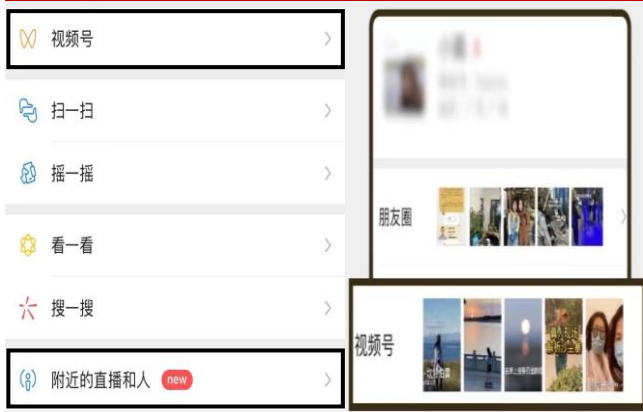 视频号
扫一扫
摇一摇
看一看
搜一搜
附近的直播和人 new
朋友圈
视频号